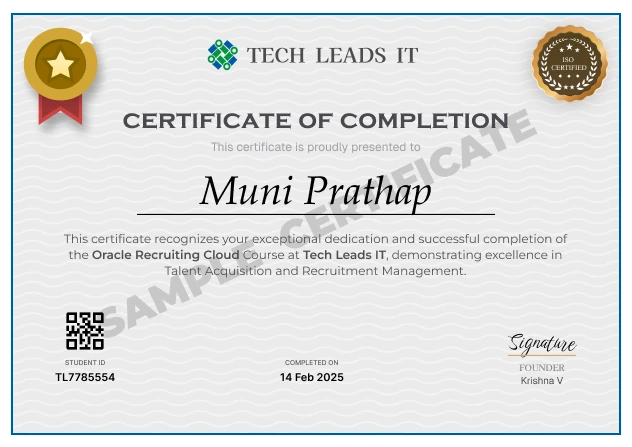 TECH LEADS IT
ISO
CERTIFIED
CERTIFICATE OF COMPLETION
This certificate is proudly presented to
Muni Prathap
SAMPLE CERTIFICATE
This certificate recognizes your exceptional dedication and successful completion of
the Oracle Recruiting Cloud Course at Tech Leads IT, demonstrating excellence in
Talent Acquisition and Recruitment Management.
STUDENT ID
TL7785554
COMPLETED ON
14 Feb 2025
Signature
FOUNDER
Krishna V